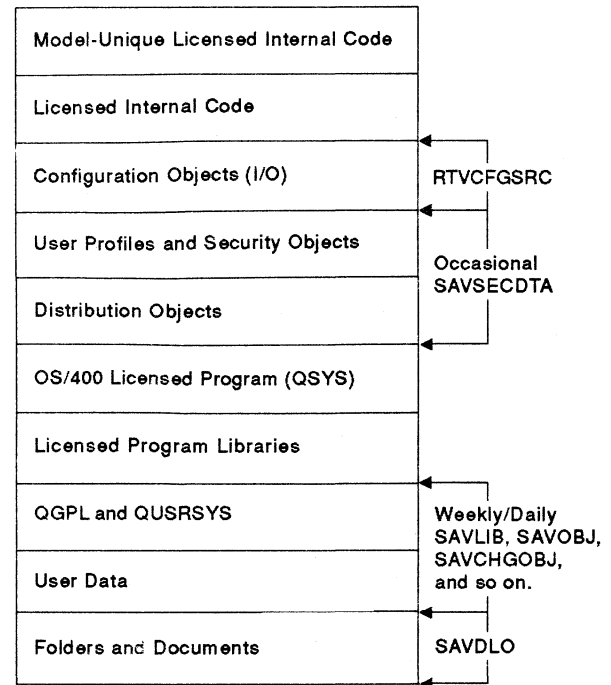 Model-Unique Licensed Internal Code
Licensed Internal Code
Configuration Objects (I/O)
RTVCFGSRC
User Profiles and Security Objects
Occasional
SAVSECDTA
Distribution Objects
OS/400 Licensed Program (QSYS)
Licensed Program Libraries
QGPL and QUSRSYS
Weekly/Daily
SAVLIB, SAVOBJ,
SAVCHGOBJ,
and so on.
User Data
Folders and Documents
SAVDLO